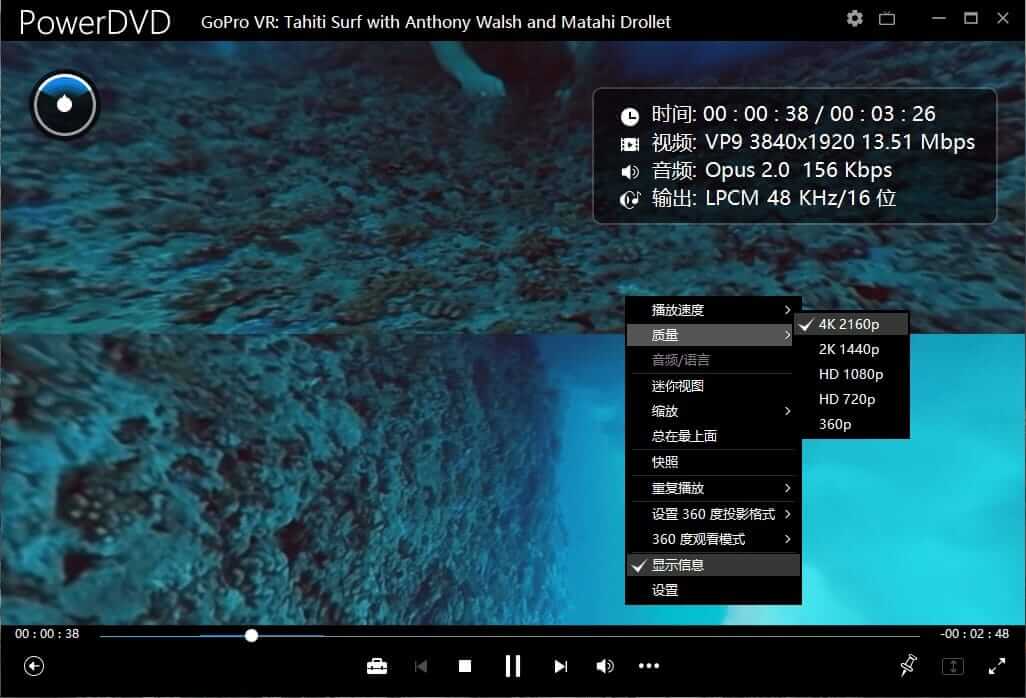 PowerDVD GoPro VR: Tahiti Surf with Anthony Walsh and Matahi Drollet
时间: 00 : 00 : 38 / 00 : 03 : 26
视频: VP9 3840x1920 13.51 Mbps
音频: Opus 2.0 156 Kbps
输出: LPCM 48 KHz/16 位
播放速度
质量
音频/语言
迷你视图
缩放
总在最上面
快照
重复播放
设置 360 度投影格式
360 度观看模式
显示信息
设置
4K 2160p
2K 1440p
HD 1080p
HD 720p
360p
00 : 00 : 38
-00 : 02 : 48